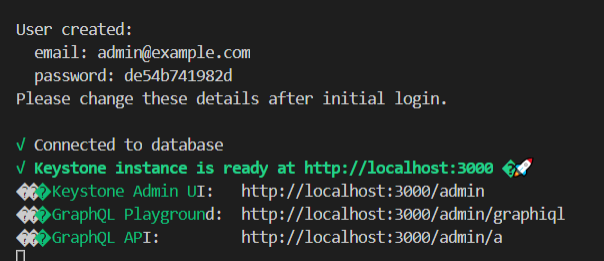 User created:
email: admin@example.com
password: de54b741982d
Please change these details after initial login.
√ Connected to database
√ Keystone instance is ready at http://localhost:3000 �🚀
���Keystone Admin UI: http://localhost:3000/admin
���GraphQL Playground: http://localhost:3000/admin/graphiql
���GraphQL API: http://localhost:3000/admin/a